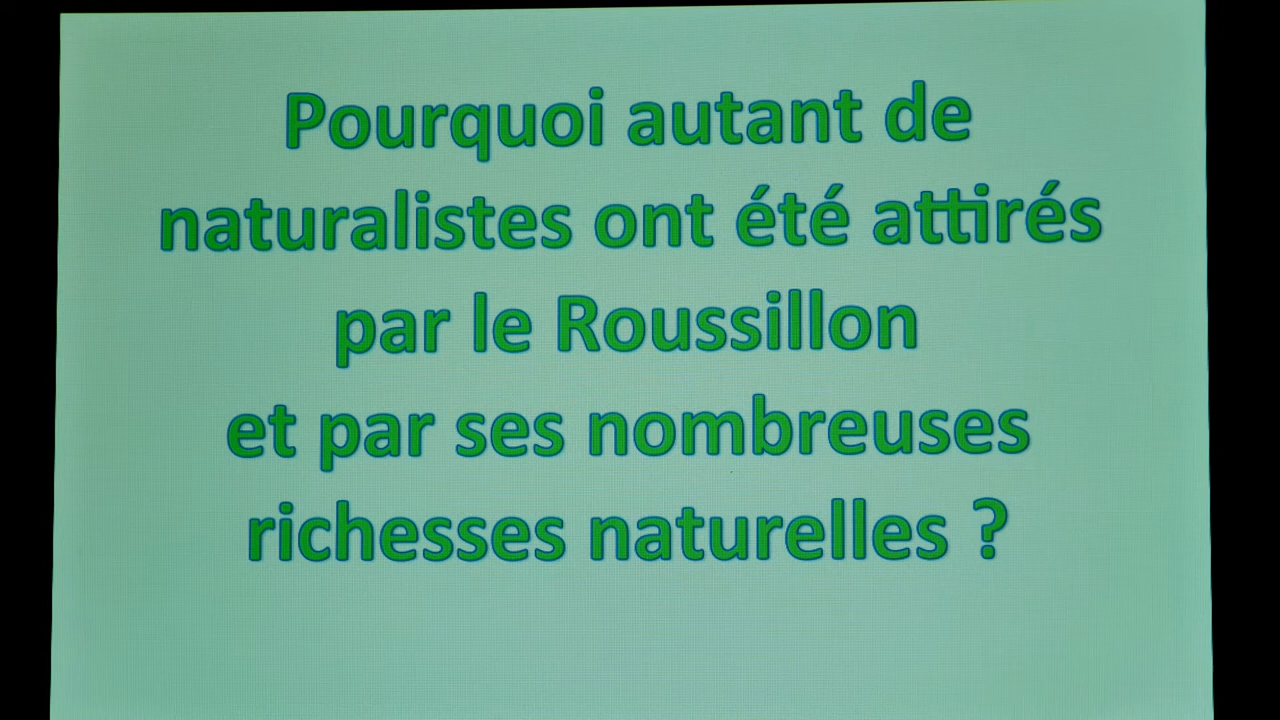 Pourquoi autant de
naturalistes ont été attirés
par le Roussillon
et par ses nombreuses
richesses naturelles ?